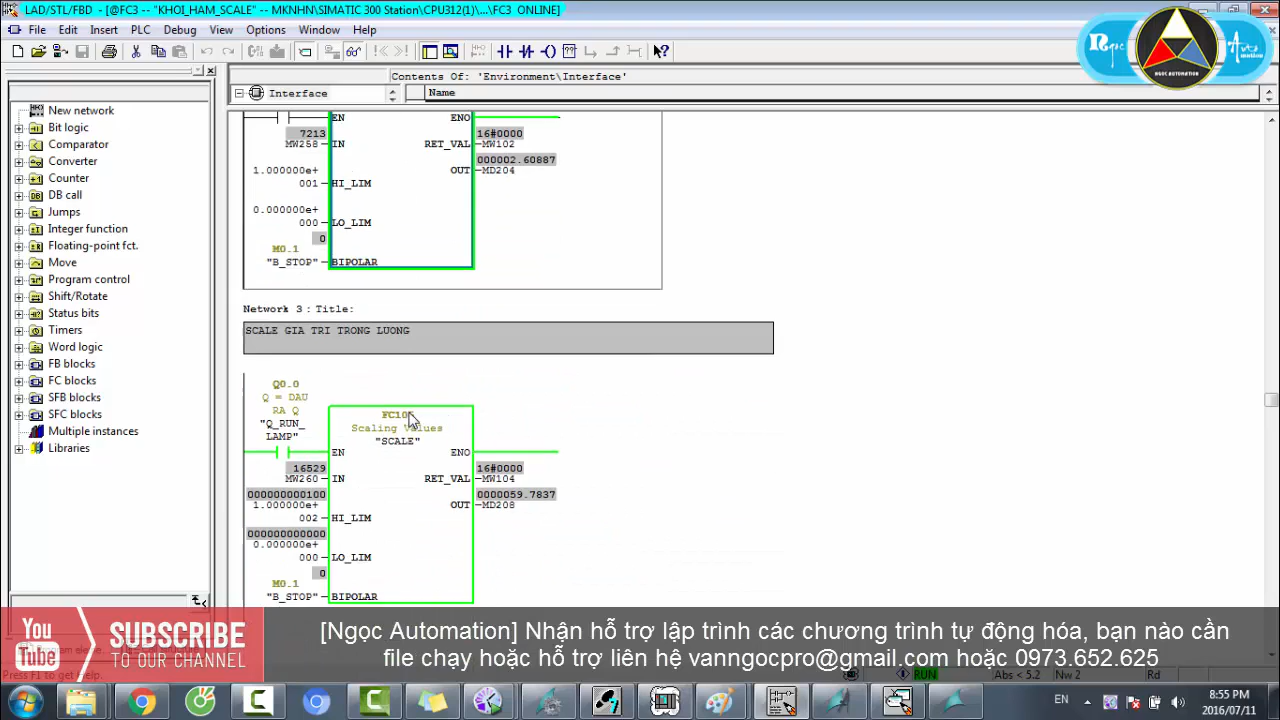 LAD/STL/FBD - [@FC3 -- "KHOI_HAM_SCALE" -- MKNHN\SIMATIC 300 Station\CPU312(1)\...\FC3 ONLINE]
File Edit Insert PLC Debug View Options Window Help
Ngọc Automation
NGỌC AUTOMATION
Contents Of: 'Environment\Interface'
Interface
Name
New network
Bit logic
Comparator
Converter
Counter
DB call
Jumps
Integer function
Floating-point fct.
Move
Program control
Shift/Rotate
Status bits
Timers
Word logic
FB blocks
FC blocks
SFB blocks
SFC blocks
Multiple instances
Libraries
EN ENO
7213 16#0000
MW258 IN RET_VAL MW102
000002.60887
1.000000e+ OUT MD204
001 HI_LIM
0.000000e+
000 LO_LIM
0
M0.1
"B_STOP" BIPOLAR
Network 3 : Title:
SCALE GIA TRI TRONG LUONG
Q0.0
Q = DAU
RA Q
"Q_RUN_
LAMP"
Scaling Values
"SCALE"
EN ENO
16529 16#0000
MW260 IN RET_VAL MW104
000000000100 0000059.7837
1.000000e+ OUT MD208
002 HI_LIM
000000000000
0.000000e+
000 LO_LIM
0
M0.1
"B_STOP" BIPOLAR
You Tube
SUBSCRIBE
TO OUR CHANNEL
[Ngọc Automation] Nhận hỗ trợ lập trình các chương trình tự động hóa, bạn nào cần
file chạy hoặc hỗ trợ liên hệ vanngocpro@gmail.com hoặc 0973.652.625
RUN Abs < 5.2 Nw 2 Rd
EN
8:55 PM
2016/07/11